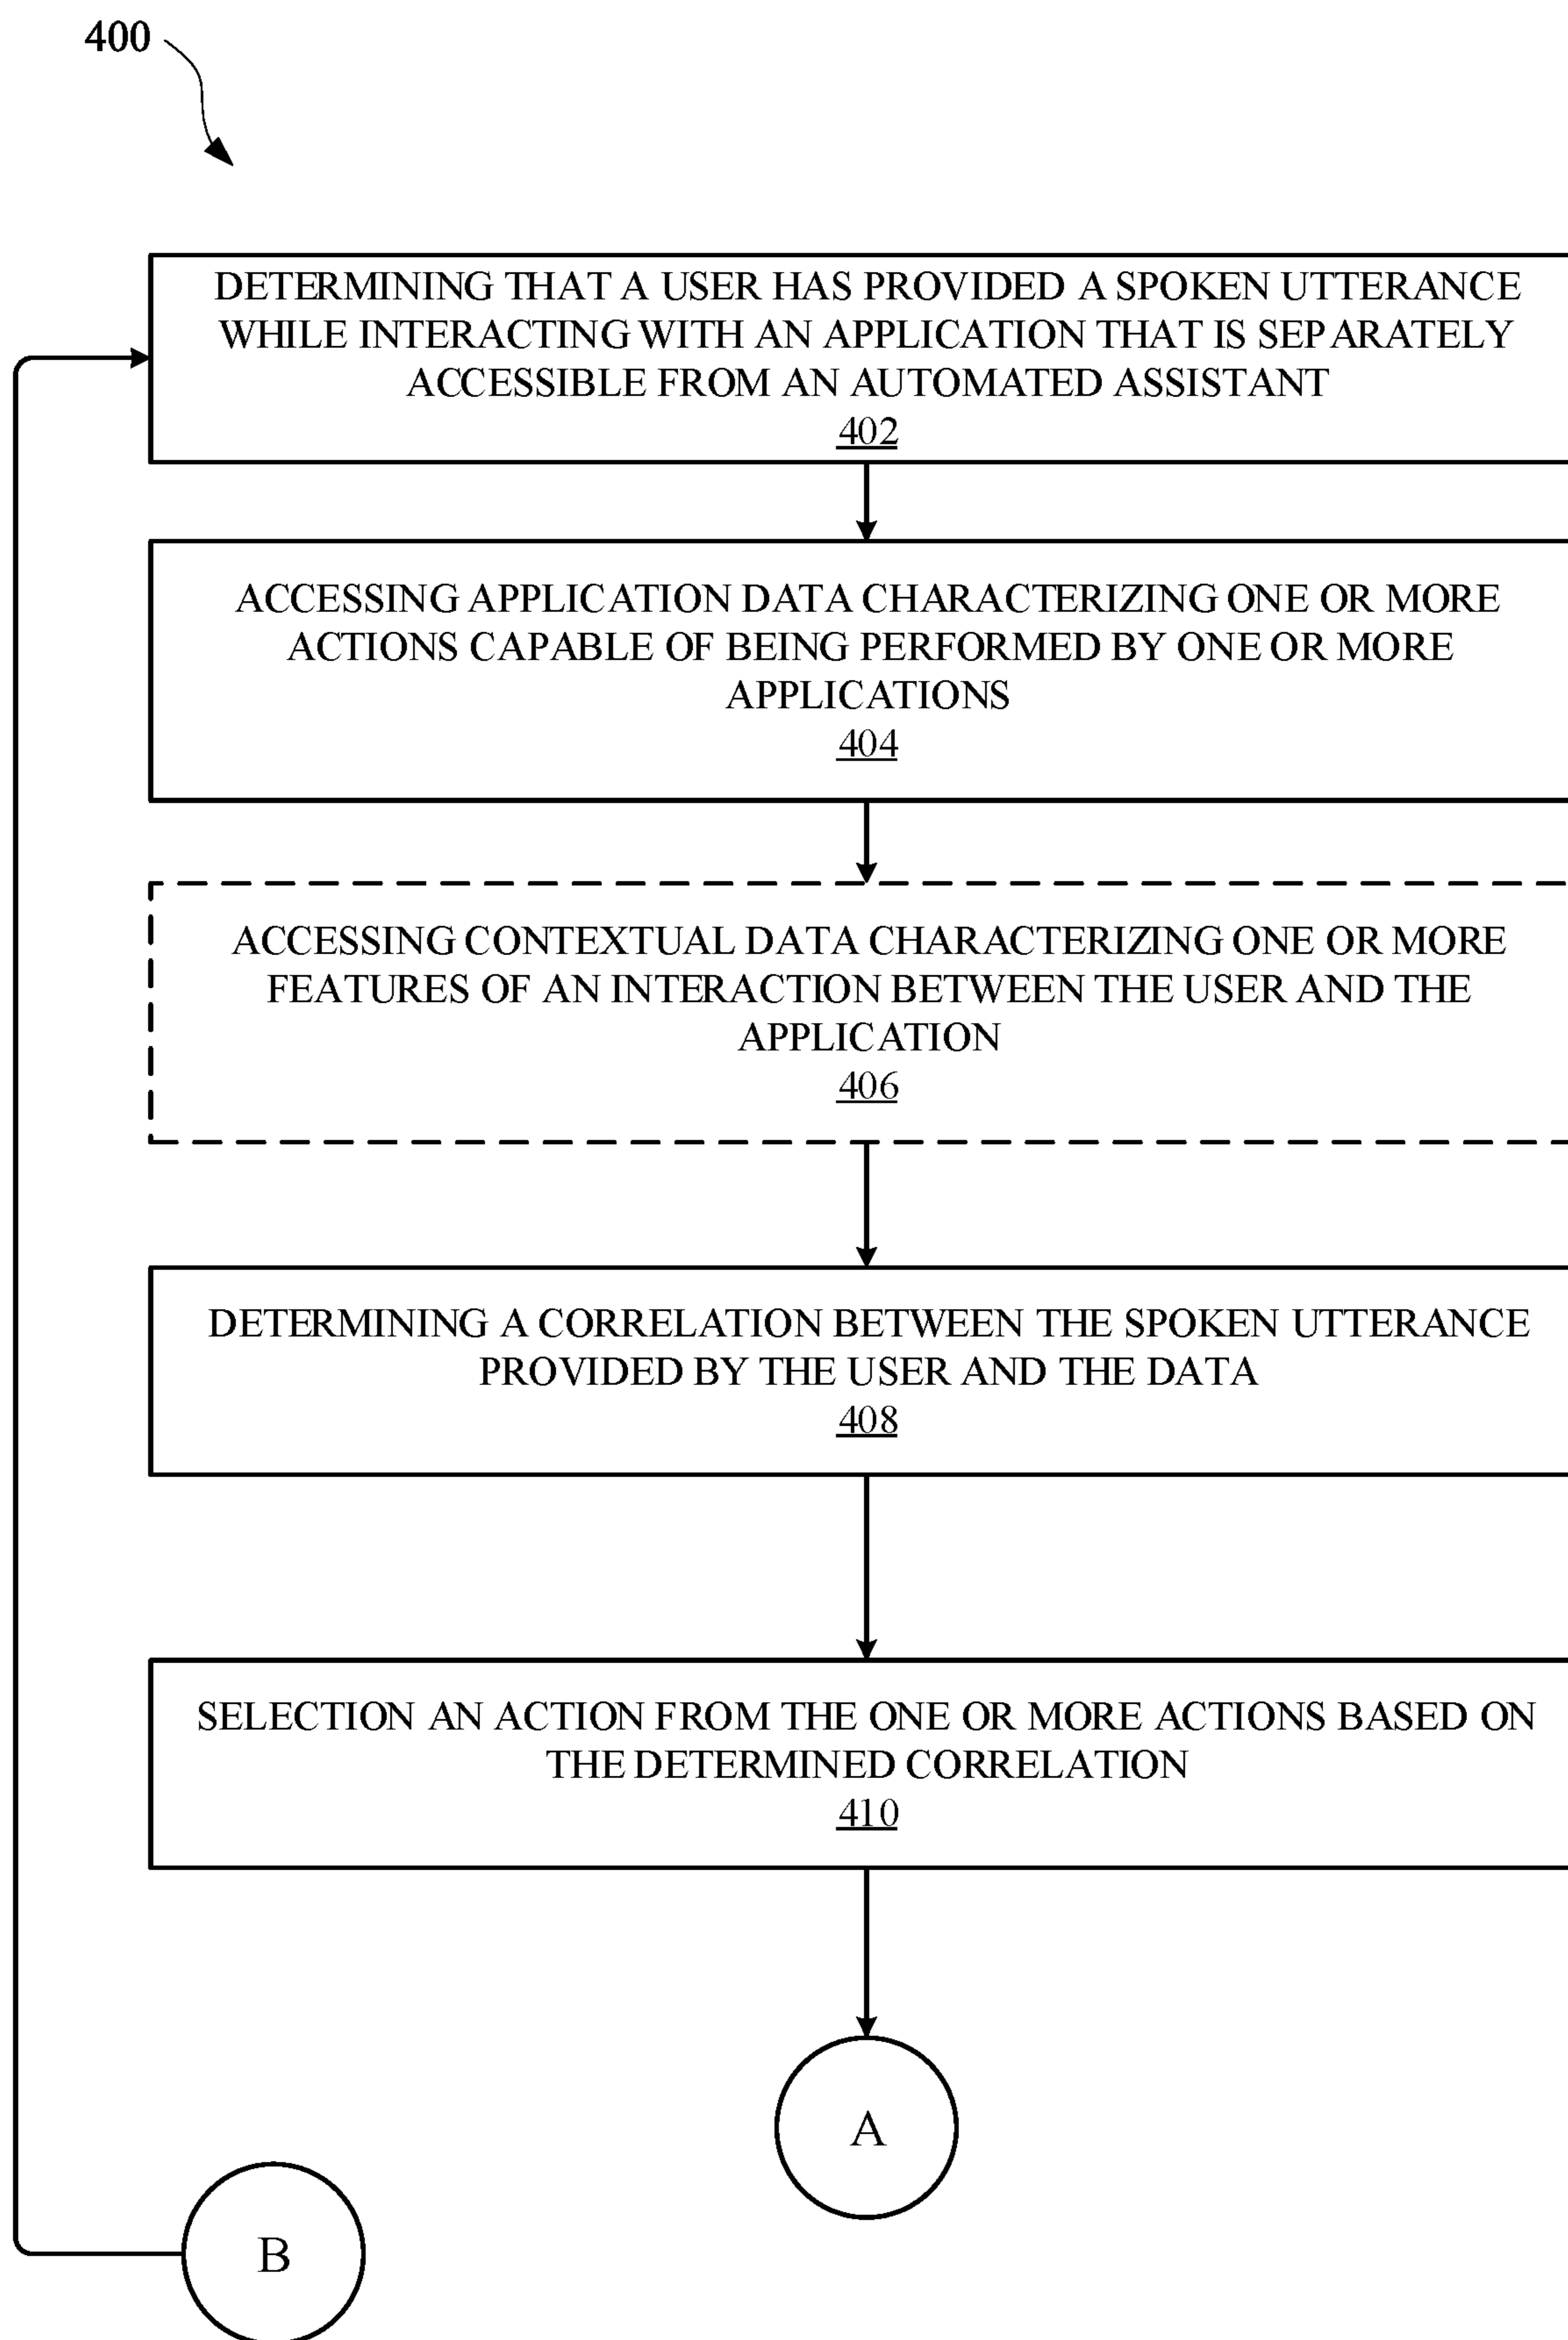 400
DETERMINING THAT A USER HAS PROVIDED A SPOKEN UTTERANCE
WHILE INTERACTING WITH AN APPLICATION THAT IS SEPARATELY
ACCESSIBLE FROM AN AUTOMATED ASSISTANT
402
ACCESSING APPLICATION DATA CHARACTERIZING ONE OR MORE
ACTIONS CAPABLE OF BEING PERFORMED BY ONE OR MORE
APPLICATIONS
404
ACCESSING CONTEXTUAL DATA CHARACTERIZING ONE OR MORE
FEATURES OF AN INTERACTION BETWEEN THE USER AND THE
APPLICATION
406
DETERMINING A CORRELATION BETWEEN THE SPOKEN UTTERANCE
PROVIDED BY THE USER AND THE DATA
408
SELECTION AN ACTION FROM THE ONE OR MORE ACTIONS BASED ON
THE DETERMINED CORRELATION
410
A
B